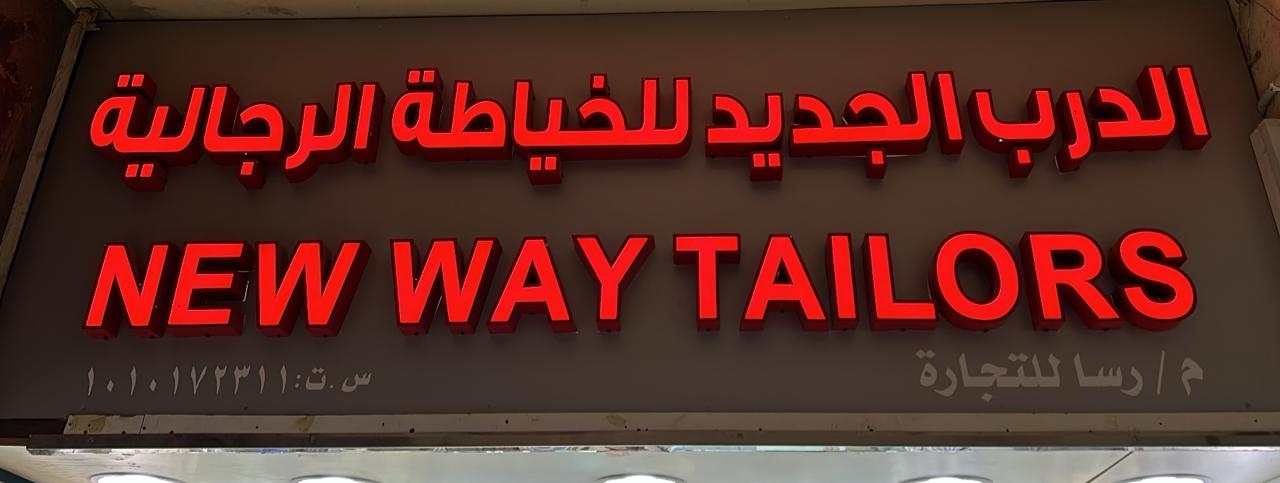 الدرب الجديد للخياطة الرجالية
NEW WAY TAILORS
م / رسا للتجارة
س.ت: ١٠١٠١٧٢٣١١